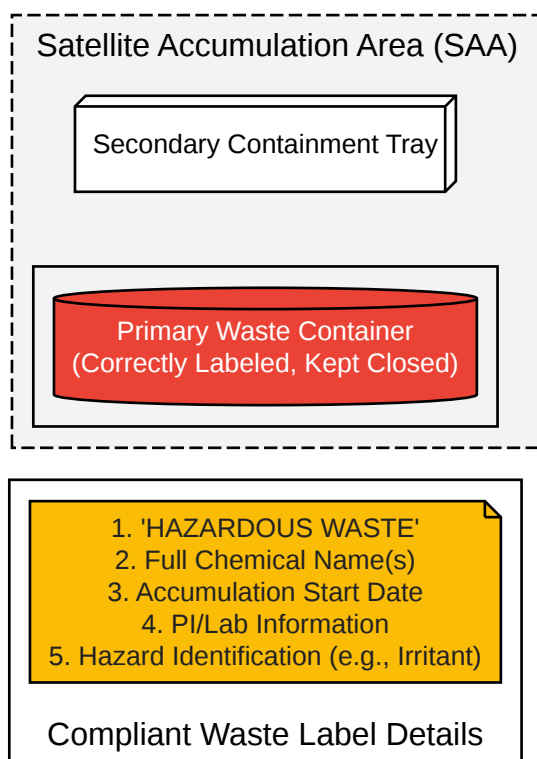 Satellite Accumulation Area (SAA)
Secondary Containment Tray
Primary Waste Container
(Correctly Labeled, Kept Closed)
1. 'HAZARDOUS WASTE'
2. Full Chemical Name(s)
3. Accumulation Start Date
4. PI/Lab Information
5. Hazard Identification (e.g., Irritant)
Compliant Waste Label Details